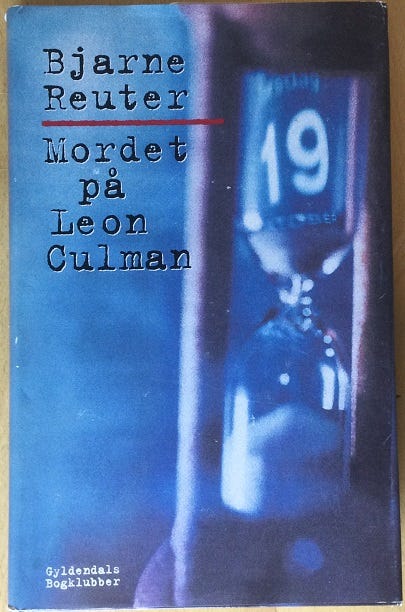 Bjarne
Reuter
Mordet
på
Leon
Culman
19
Gyldendals
Bogklubber